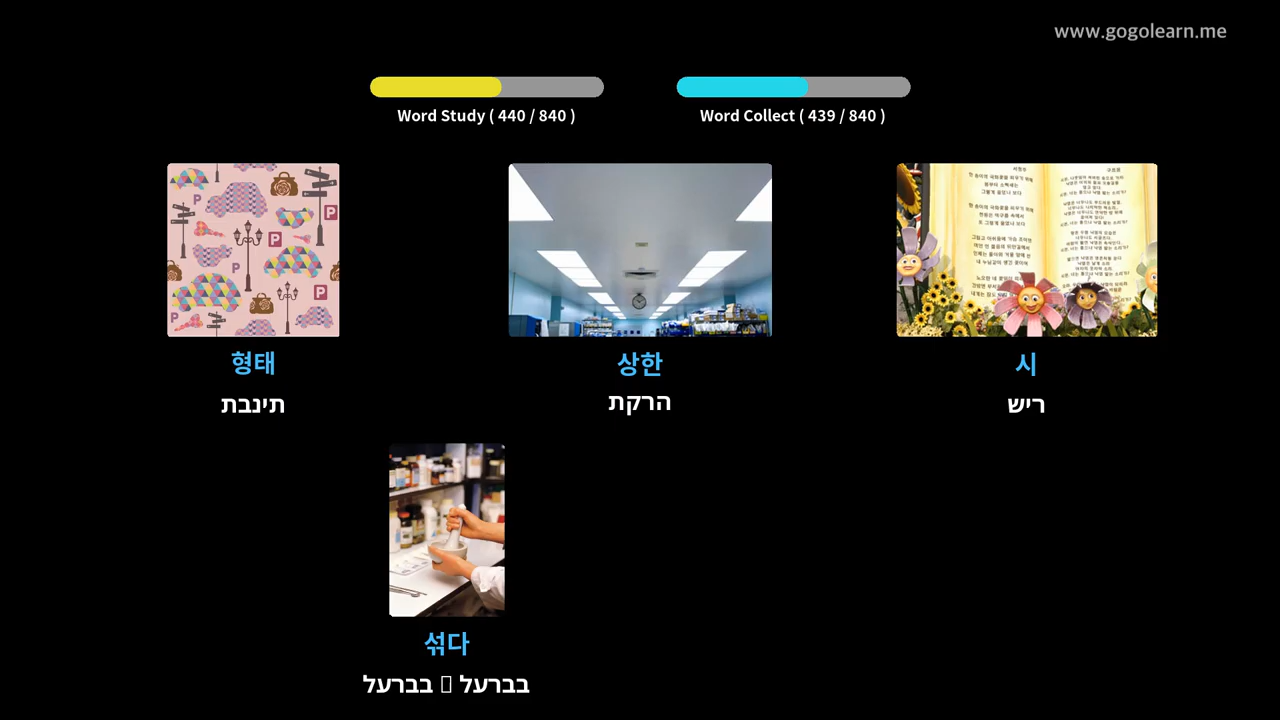 www.gogolearn.me
Word Study ( 440 / 840 )
Word Collect ( 439 / 840 )
형태
상한
시
תינבת
הרקת
ריש
섞다
בברעל בברעל